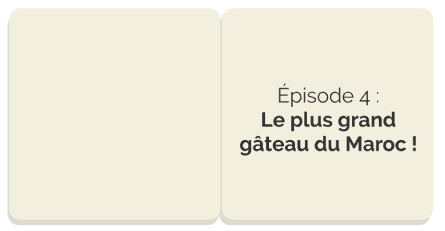 Épisode 4 :
Le plus grand
gâteau du Maroc !